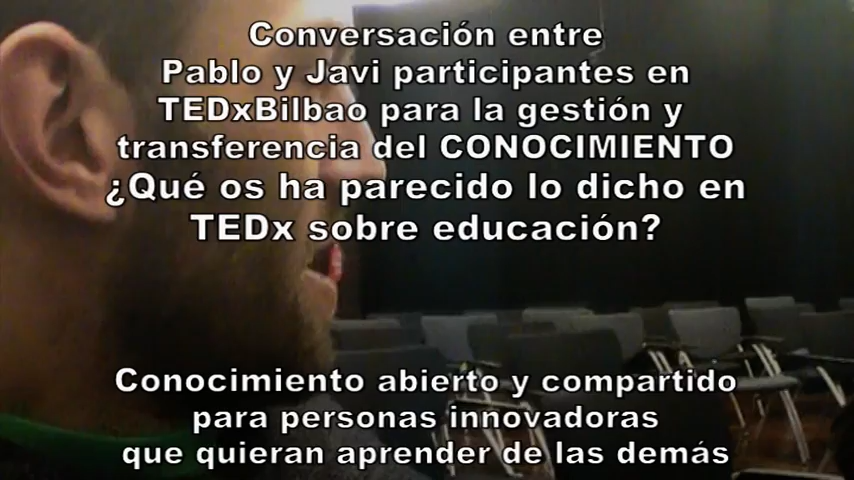 Conversación entre
Pablo y Javi participantes en
TEDxBilbao para la gestión y
transferencia del CONOCIMIENTO
¿Qué os ha parecido lo dicho en
TEDx sobre educación?
Conocimiento abierto y compartido
para personas innovadoras
que quieran aprender de las demás